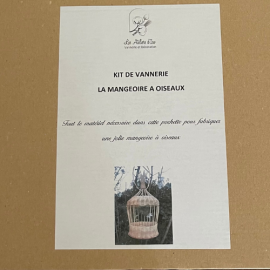 KIT DE VANNERIE
LA MANGEOIRE A OISEAUX
Tout le matériel nécessaire dans cette pochette pour fabriquer
une jolie mangeoire à oiseaux